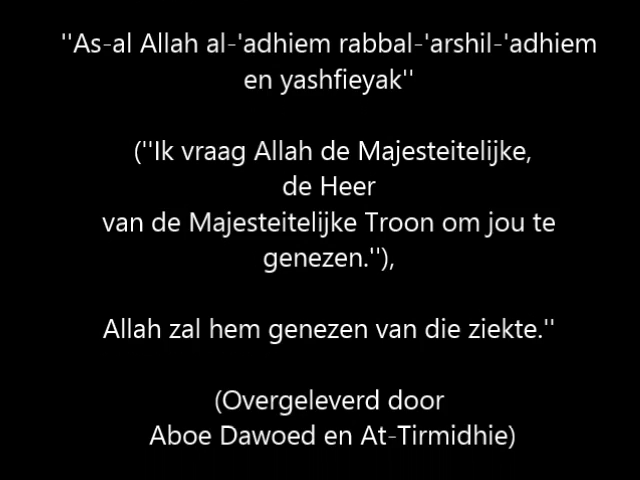 ''As-al Allah al-'adhiem rabbal-'arshil-'adhiem
en yashfieyak''
(''Ik vraag Allah de Majesteitelijke,
de Heer
van de Majesteitelijke Troon om jou te
genezen.''),
Allah zal hem genezen van die ziekte.''
(Overgeleverd door
Aboe Dawoed en At-Tirmidhie)